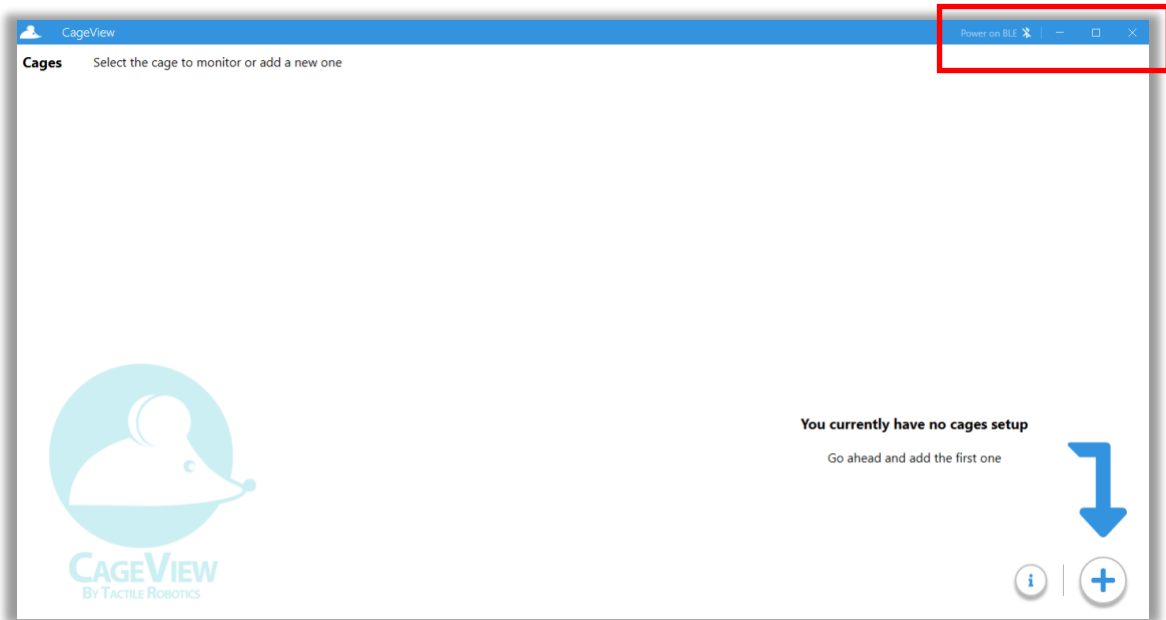 CageView
Power on BLE
Cages Select the cage to monitor or add a new one
You currently have no cages setup
Go ahead and add the first one
CAGEVIEW
BY TACTILE ROBOTICS
i